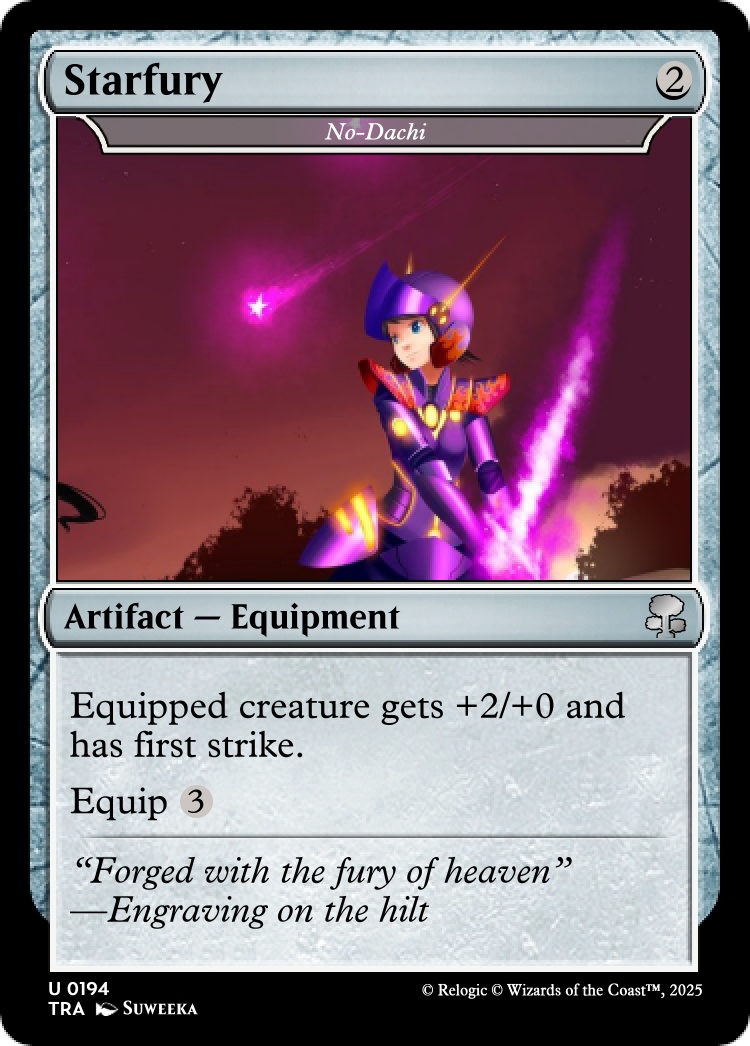 Starfury 2
No-Dachi
Artifact — Equipment
Equipped creature gets +2/+0 and
has first strike.
Equip 3
“Forged with the fury of heaven”
—Engraving on the hilt
U 0194
TRA SUWEEKA
© Relogic © Wizards of the Coast™, 2025